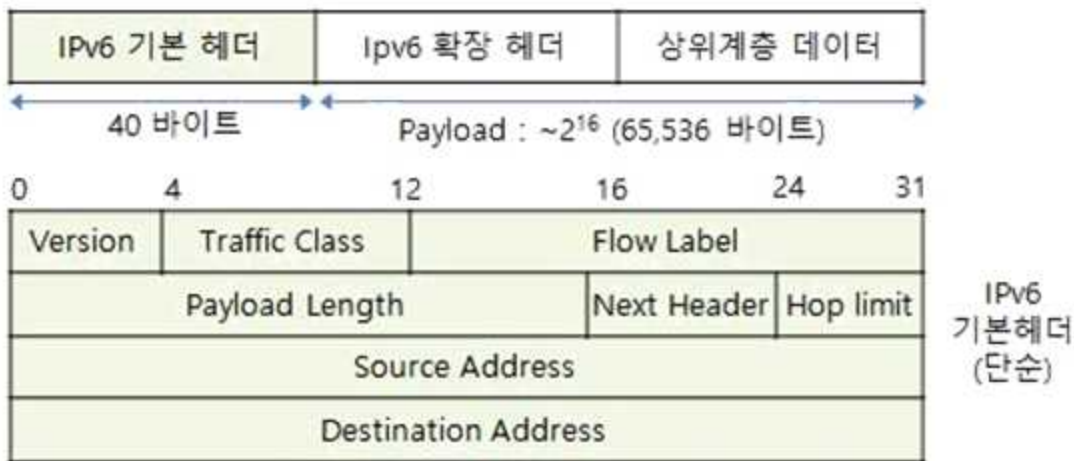 IPv6 기본 헤더 Ipv6 확장 헤더 상위계층 데이터
40 바이트 Payload : ~2¹⁶ (65,536 바이트)
0 4 12 16 24 31
Version Traffic Class Flow Label
Payload Length Next Header Hop limit
Source Address
Destination Address
IPv6
기본헤더
(단순)